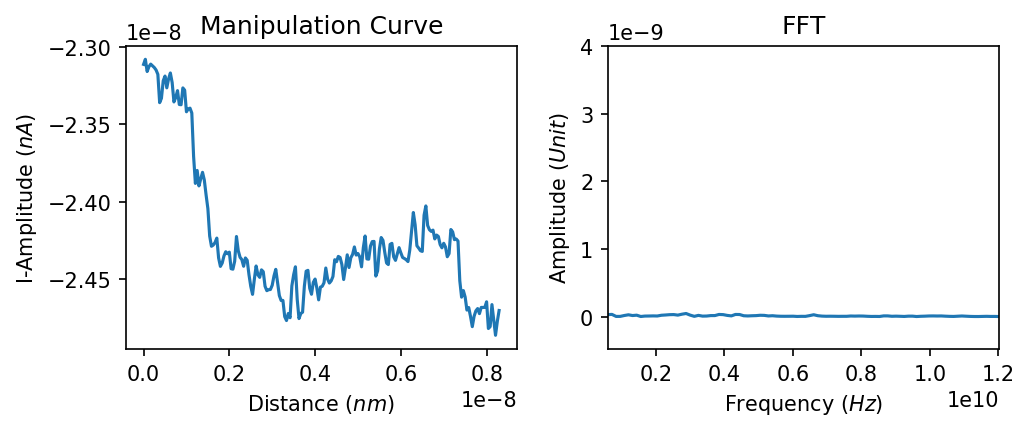 Manipulation Curve
1e−8
−2.30
−2.35
−2.40
−2.45
I-Amplitude (nA)
0.0 0.2 0.4 0.6 0.8
1e−8
Distance (nm)
FFT
1e−9
4
3
2
1
0
Amplitude (Unit)
0.2 0.4 0.6 0.8 1.0 1.2
1e10
Frequency (Hz)